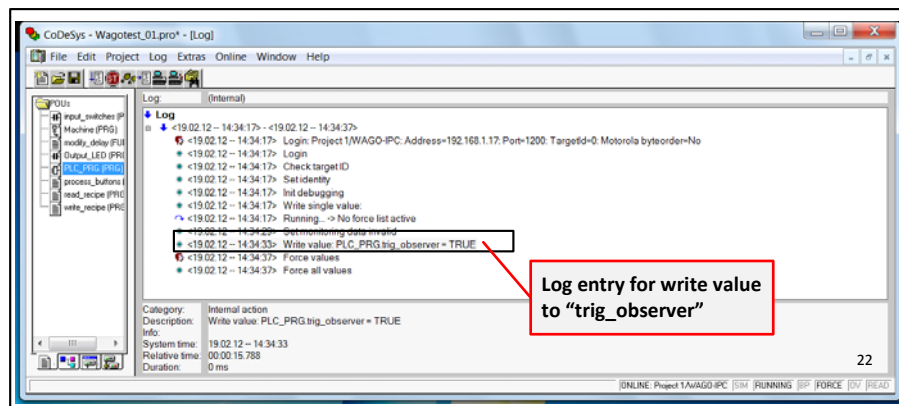 CoDeSys - Wagotest_01.pro* - [Log]
File Edit Project Log Extras Online Window Help
POUs
input_switches (P
Machine (PRG)
modify_delay (FUI
Output_LED (PRI
PLC_PRG (PRG)
process_buttons (
read_recipe (PRG
write_recipe (PRG
Log: (Internal)
Log
<19.02.12 -- 14:34:17> - <19.02.12 -- 14:34:37>
<19.02.12 -- 14:34:17> Login: Project 1/WAGO-IPC: Address=192.168.1.17: Port=1200: TargetId=0: Motorola byteorder=No
<19.02.12 -- 14:34:17> Login
<19.02.12 -- 14:34:17> Check target ID
<19.02.12 -- 14:34:17> Set identity
<19.02.12 -- 14:34:17> Init debugging
<19.02.12 -- 14:34:17> Write single value:
<19.02.12 -- 14:34:17> Running... -> No force list active
<19.02.12 -- 14:34:29> Set monitoring data invalid
<19.02.12 -- 14:34:33> Write value: PLC_PRG.trig_observer = TRUE
<19.02.12 -- 14:34:37> Force values
<19.02.12 -- 14:34:37> Force all values
Log entry for write value
to “trig_observer”
Category: Internal action
Description: Write value: PLC_PRG.trig_observer = TRUE
Info:
System time: 19.02.12 -- 14:34:33
Relative time: 00:00:15.788
Duration: 0 ms
22
ONLINE: Project 1/WAGO-IPC SIM RUNNING BP FORCE OV READ